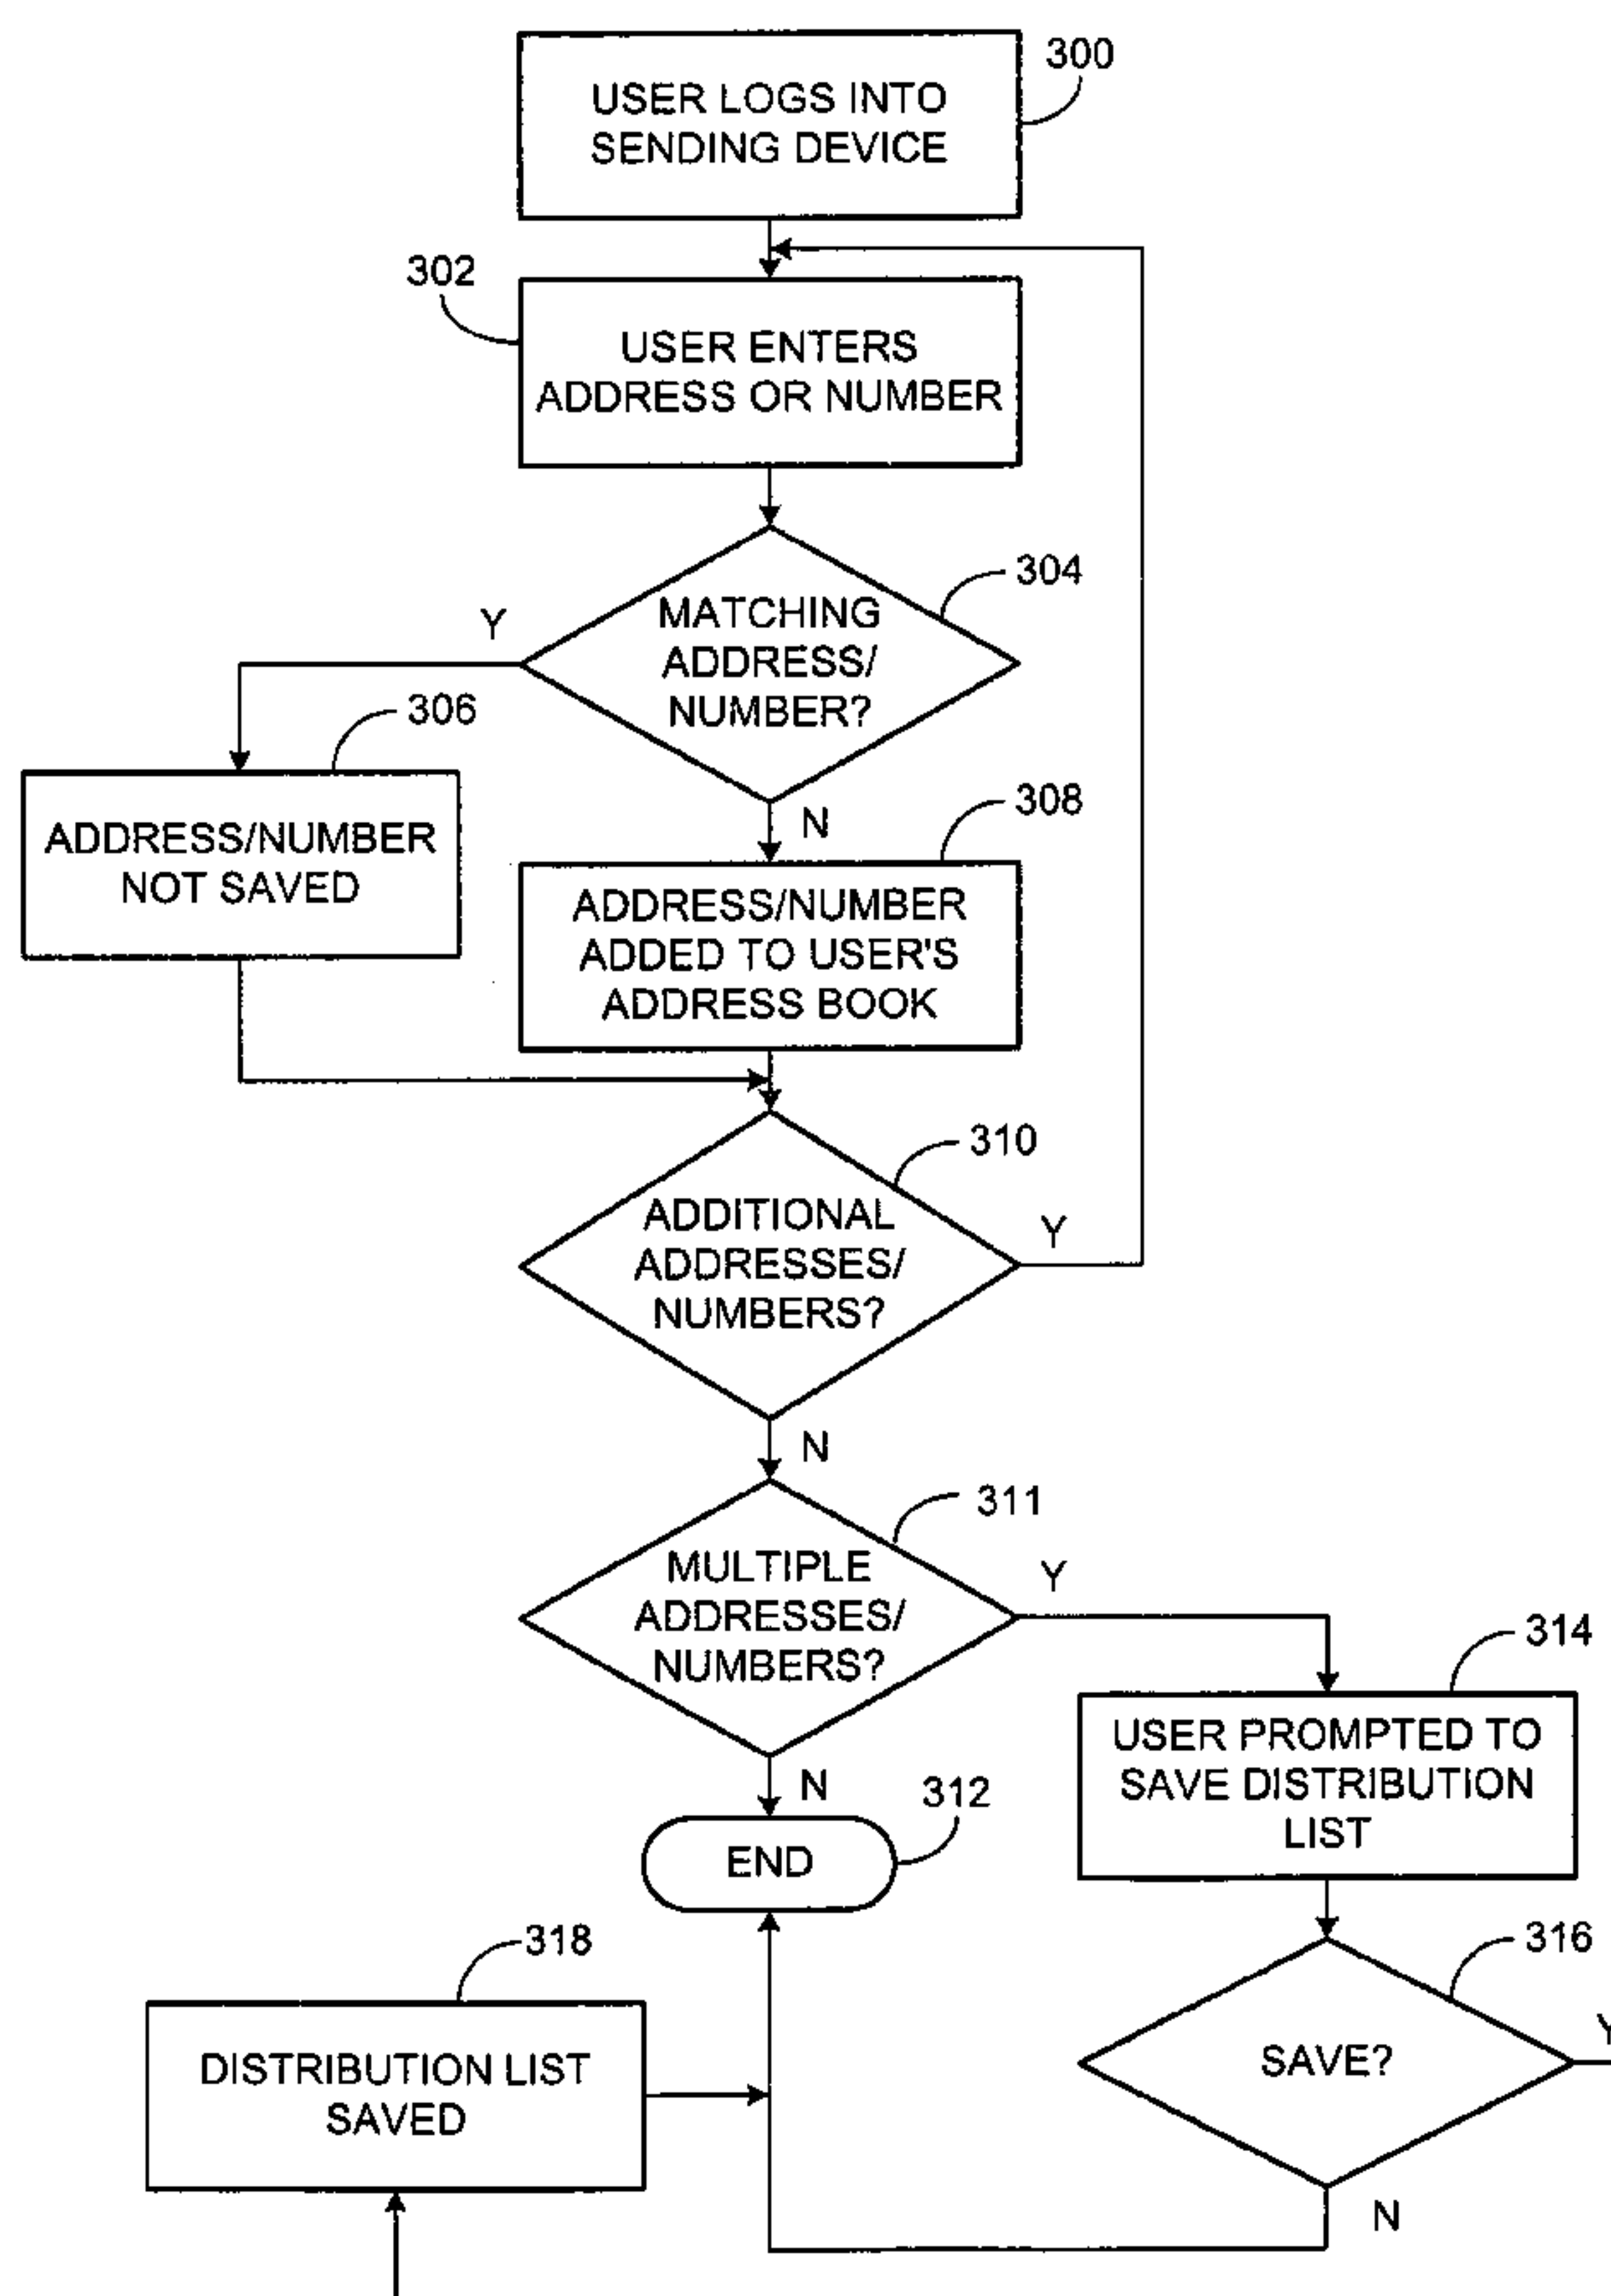 300
USER LOGS INTO
SENDING DEVICE
302
USER ENTERS
ADDRESS OR NUMBER
304
MATCHING
ADDRESS/
NUMBER?
Y
306
ADDRESS/NUMBER
NOT SAVED
N
308
ADDRESS/NUMBER
ADDED TO USER'S
ADDRESS BOOK
310
ADDITIONAL
ADDRESSES/
NUMBERS?
Y
N
311
MULTIPLE
ADDRESSES/
NUMBERS?
Y
N
312
END
314
USER PROMPTED TO
SAVE DISTRIBUTION
LIST
316
SAVE?
Y
N
318
DISTRIBUTION LIST
SAVED